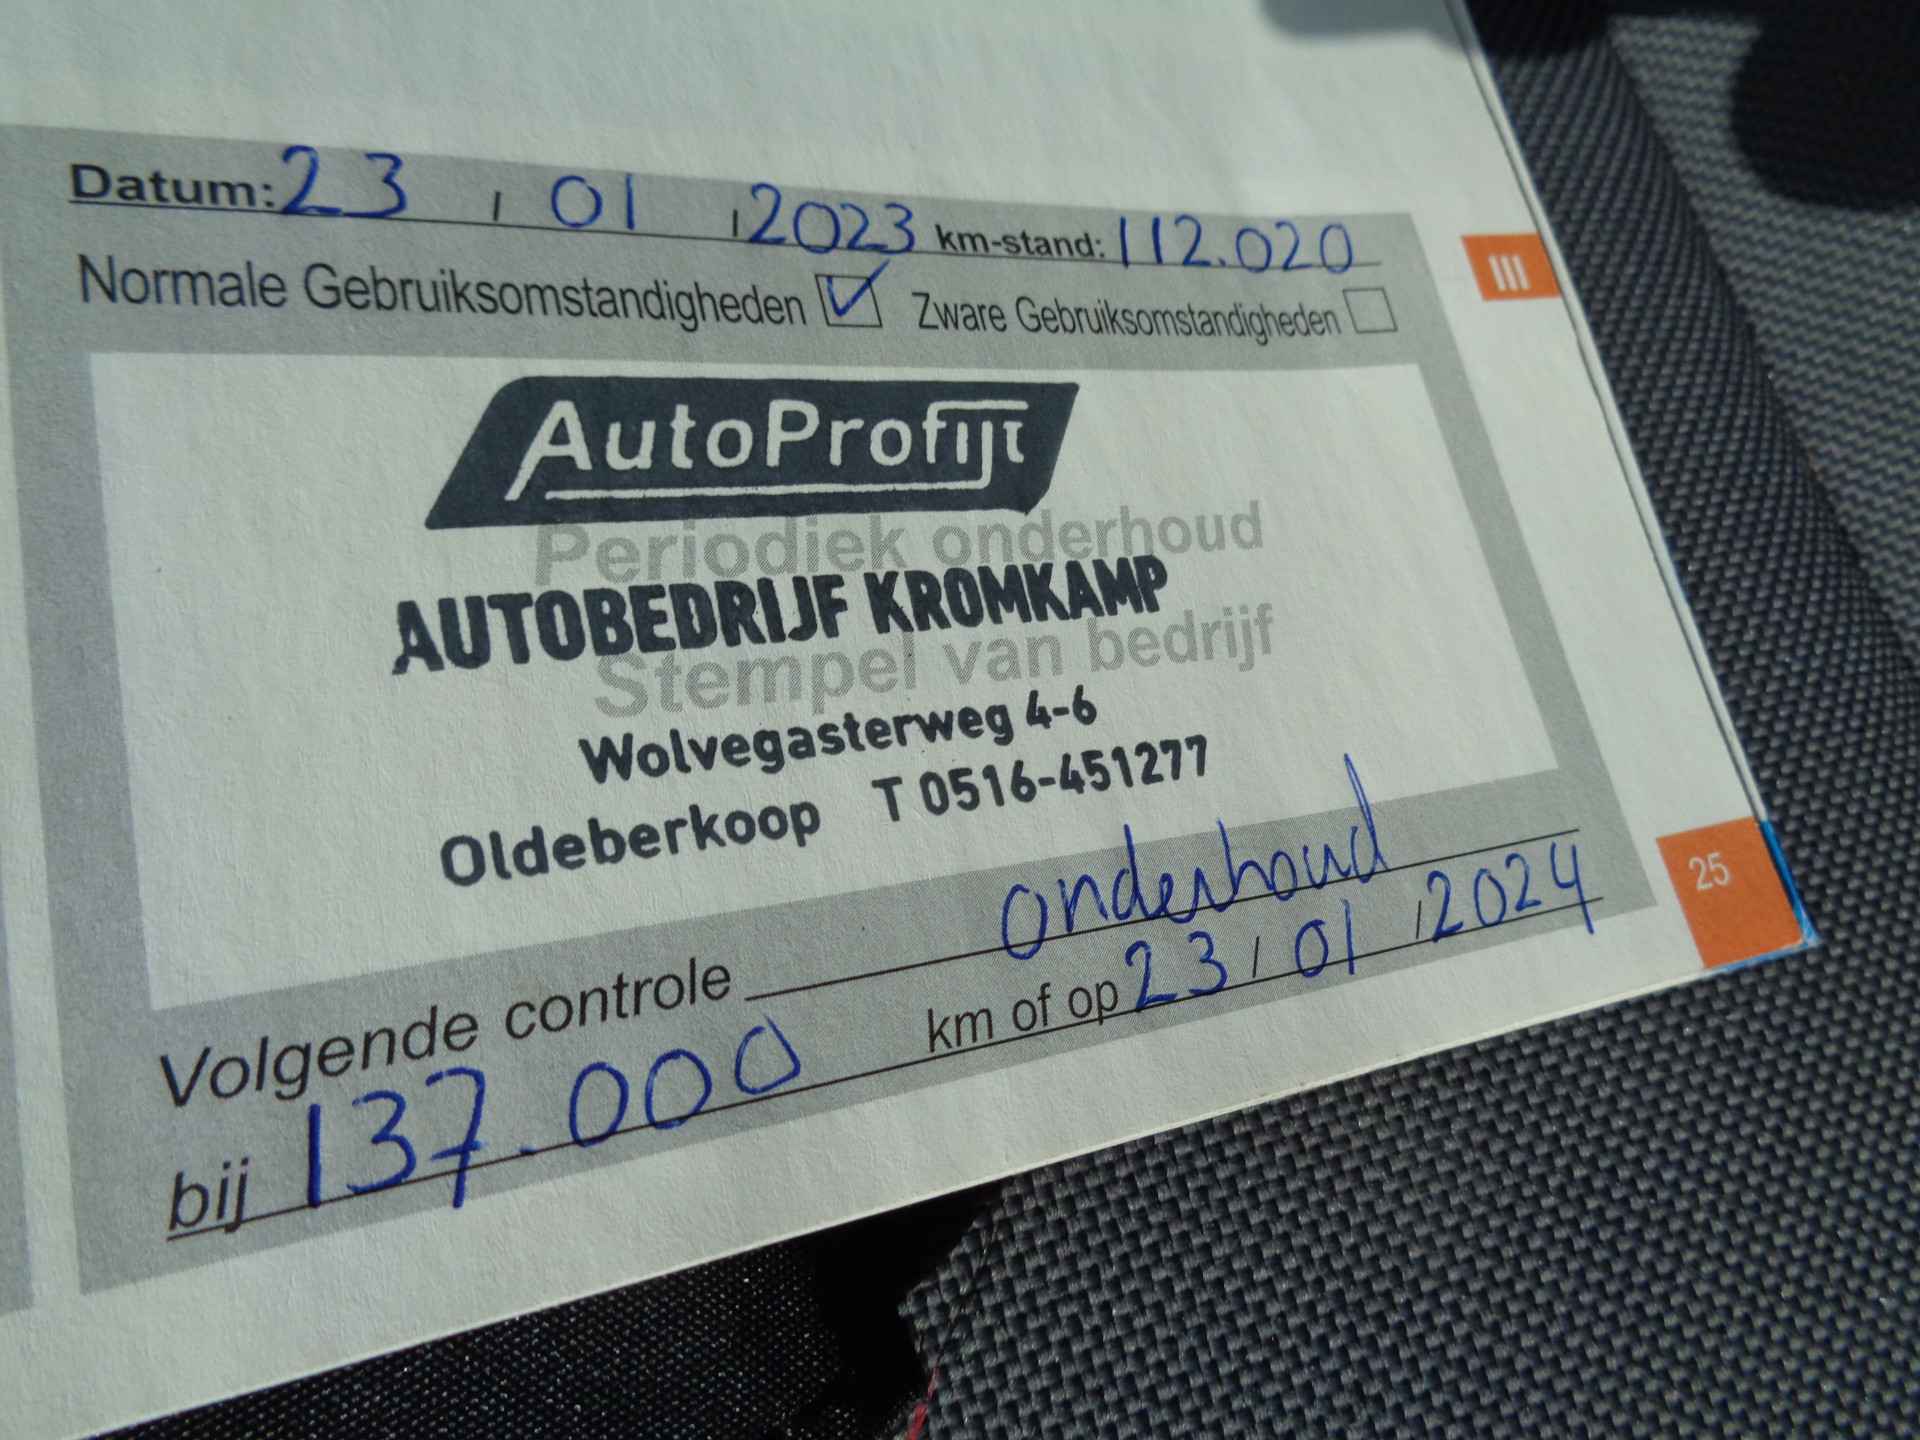 Datum: 23 / 01 / 2023 km-stand: 112.020
Normale Gebruiksomstandigheden Zware Gebruiksomstandigheden
III
AutoProfijt
Periodiek onderhoud
AUTOBEDRIJF KROMKAMP
Stempel van bedrijf
Wolvegasterweg 4-6
Oldeberkoop T 0516-451277
Volgende controle onderhoud
bij 137.000 km of op 23 / 01 / 2024
25